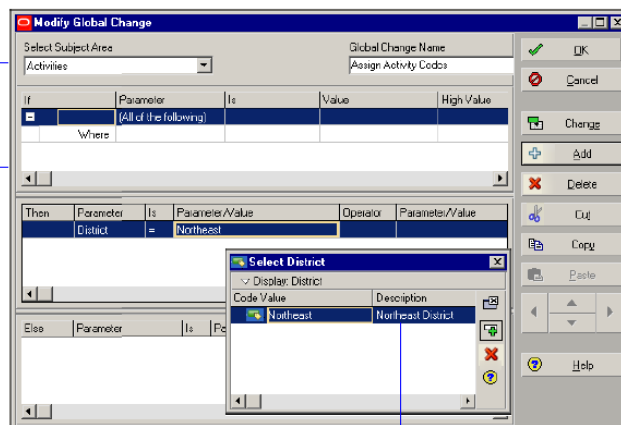 Modify Global Change
Select Subject Area
Global Change Name
Activities
Assign Activity Codes
If Parameter Is Value High Value
(All of the following)
Where
Then Parameter Is Parameter/Value Operator Parameter/Value
District = Northeast
Select District
Display: District
Code Value Description
Northeast Northeast District
Else Parameter Is Pa
OK
Cancel
Change
Add
Delete
Cut
Copy
Paste
Help